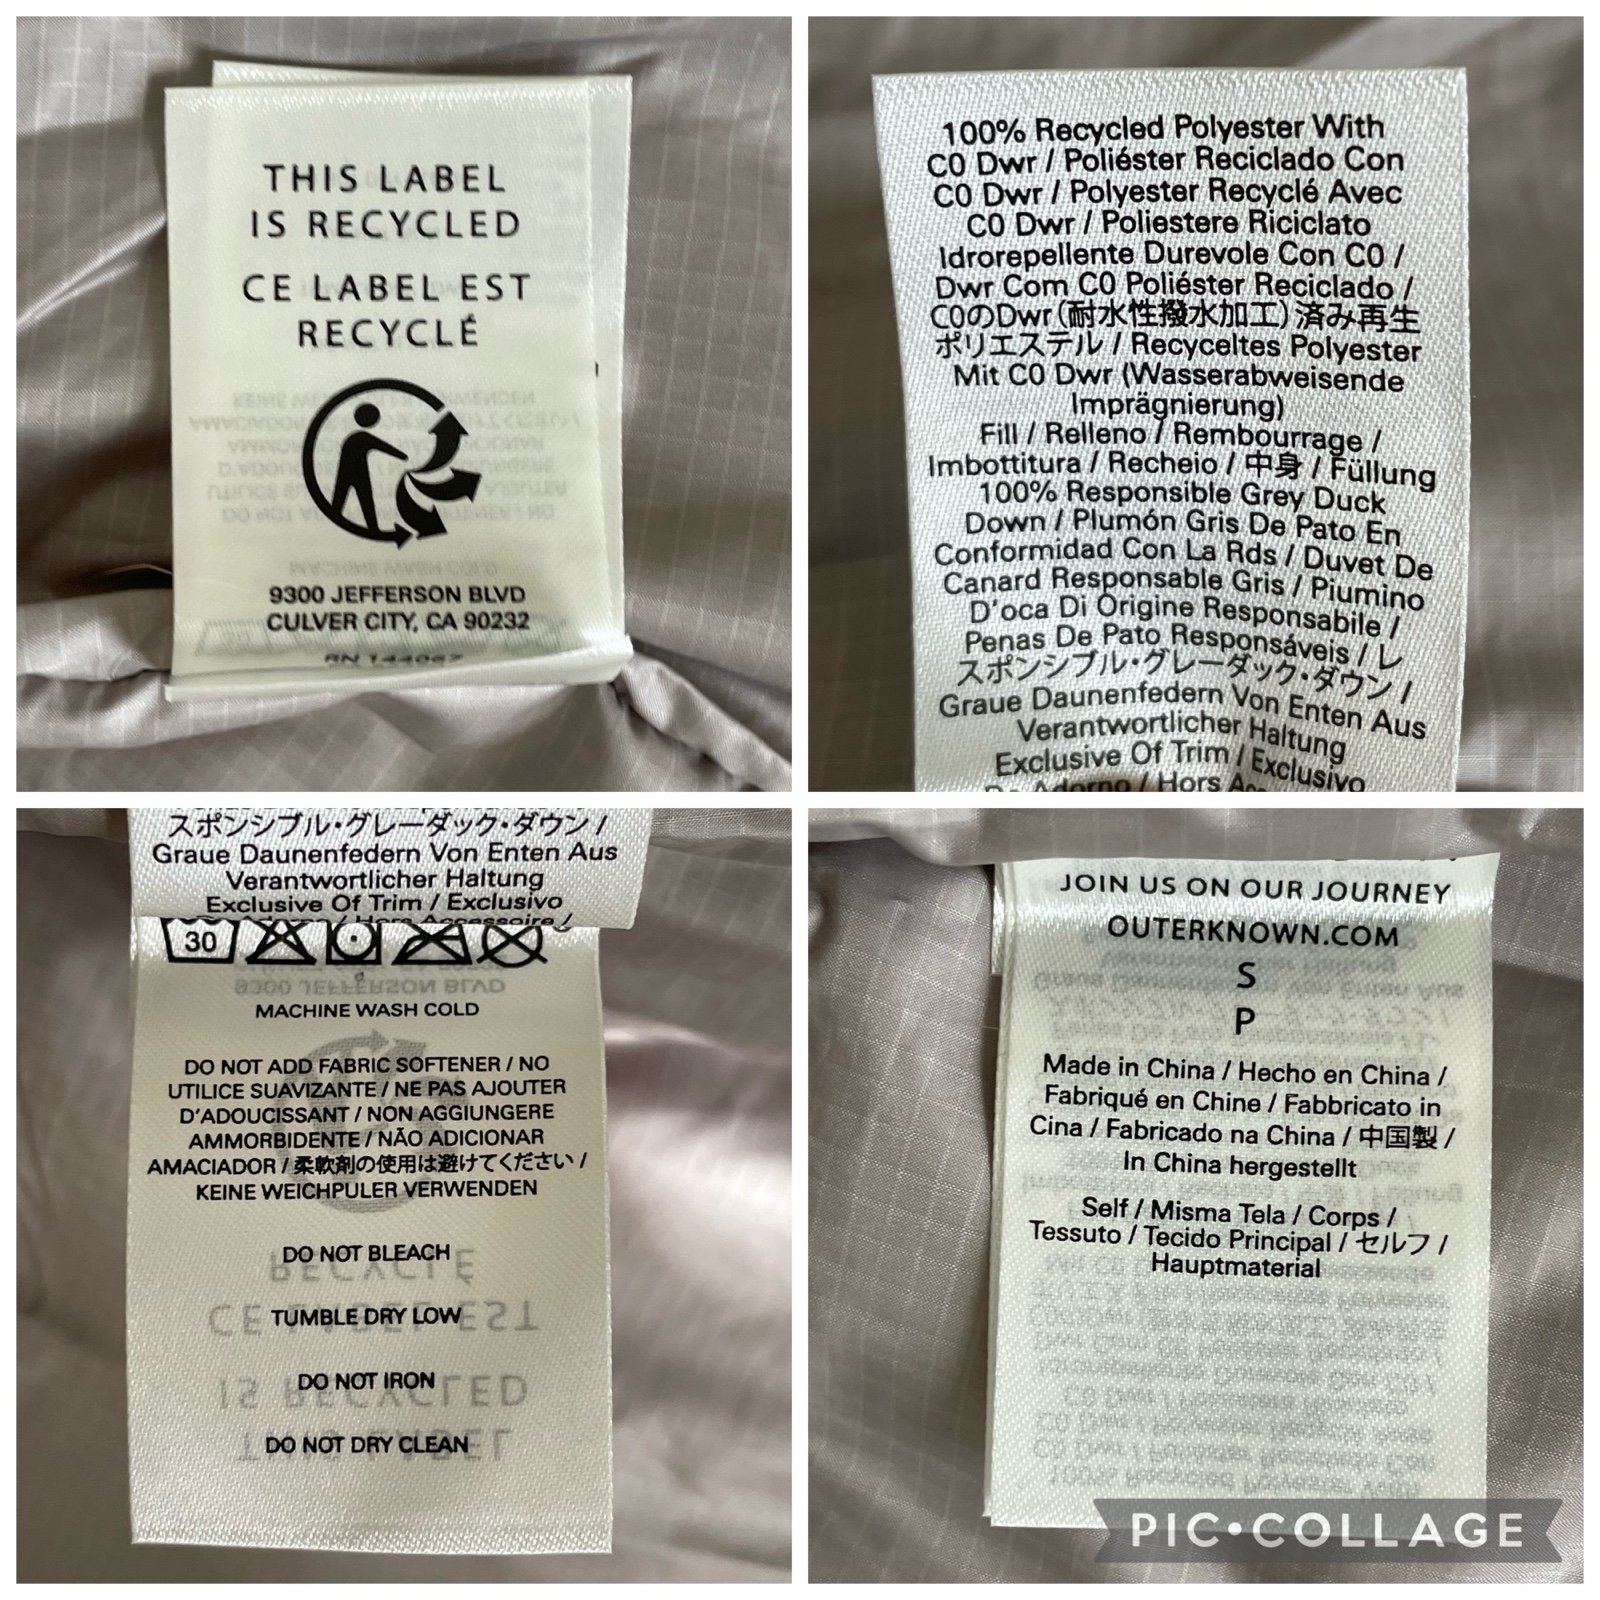 THIS LABEL
IS RECYCLED
CE LABEL EST
RECYCLÉ
9300 JEFFERSON BLVD
CULVER CITY, CA 90232
100% Recycled Polyester With
C0 Dwr / Poliéster Reciclado Con
C0 Dwr / Polyester Recyclé Avec
C0 Dwr / Poliestere Riciclato
Idrorepellente Durevole Con C0 /
Dwr Com C0 Poliéster Reciclado /
C0のDwr(耐水性撥水加工)済み再生
ポリエステル / Recyceltes Polyester
Mit C0 Dwr (Wasserabweisende
Imprägnierung)
Fill / Relleno / Rembourrage /
Imbottitura / Recheio / 中身 / Füllung
100% Responsible Grey Duck
Down / Plumón Gris De Pato En
Conformidad Con La Rds / Duvet De
Canard Responsable Gris / Piumino
D'oca Di Origine Responsabile /
Penas De Pato Responsáveis / レ
スポンシブル・グレーダック・ダウン /
Graue Daunenfedern Von Enten Aus
Verantwortlicher Haltung
Exclusive Of Trim / Exclusivo
De Adorno / Hors
スポンシブル・グレーダック・ダウン /
Graue Daunenfedern Von Enten Aus
Verantwortlicher Haltung
Exclusive Of Trim / Exclusivo
De Adorno / Hors Accessoire /
30
MACHINE WASH COLD
DO NOT ADD FABRIC SOFTENER / NO
UTILICE SUAVIZANTE / NE PAS AJOUTER
D'ADOUCISSANT / NON AGGIUNGERE
AMMORBIDENTE / NÃO ADICIONAR
AMACIADOR / 柔軟剤の使用は避けてください /
KEINE WEICHPULER VERWENDEN
DO NOT BLEACH
TUMBLE DRY LOW
DO NOT IRON
DO NOT DRY CLEAN
JOIN US ON OUR JOURNEY
OUTERKNOWN.COM
S
P
Made in China / Hecho en China /
Fabriqué en Chine / Fabbricato in
Cina / Fabricado na China / 中国製 /
In China hergestellt
Self / Misma Tela / Corps /
Tessuto / Tecido Principal / セルフ /
Hauptmaterial
PIC•COLLAGE